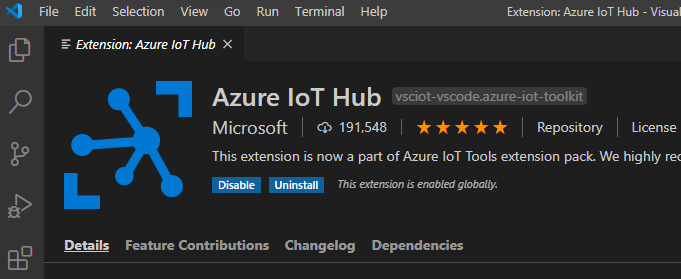 File Edit Selection View Go Run Terminal Help Extension: Azure IoT Hub - Visual
Extension: Azure IoT Hub
Azure IoT Hub vsciot-vscode.azure-iot-toolkit
Microsoft 191,548 Repository License
This extension is now a part of Azure IoT Tools extension pack. We highly rec
Disable Uninstall This extension is enabled globally.
Details Feature Contributions Changelog Dependencies